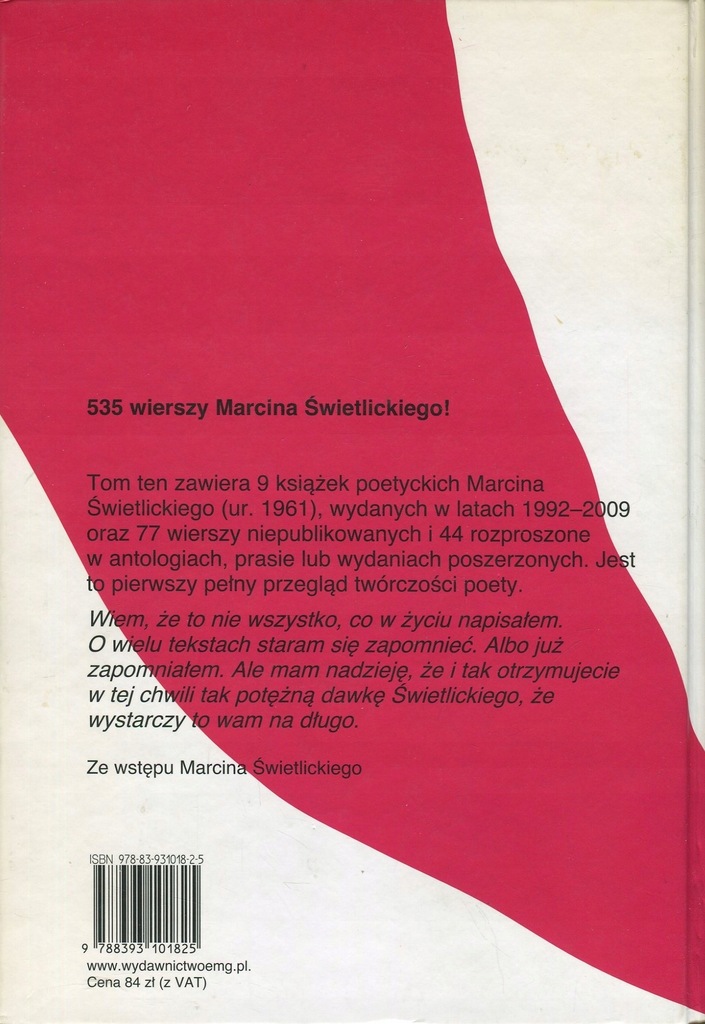 535 wierszy Marcina Świetlickiego!
Tom ten zawiera 9 książek poetyckich Marcina
Świetlickiego (ur. 1961), wydanych w latach 1992–2009
oraz 77 wierszy niepublikowanych i 44 rozproszone
w antologiach, prasie lub wydaniach poszerzonych. Jest
to pierwszy pełny przegląd twórczości poety.
Wiem, że to nie wszystko, co w życiu napisałem.
O wielu tekstach staram się zapomnieć. Albo już
zapomniałem. Ale mam nadzieję, że i tak otrzymujecie
w tej chwili tak potężną dawkę Świetlickiego, że
wystarczy to wam na długo.
Ze wstępu Marcina Świetlickiego
ISBN 978-83-931018-2-5
9 788393 101825
www.wydawnictwoemg.pl.
Cena 84 zł (z VAT)